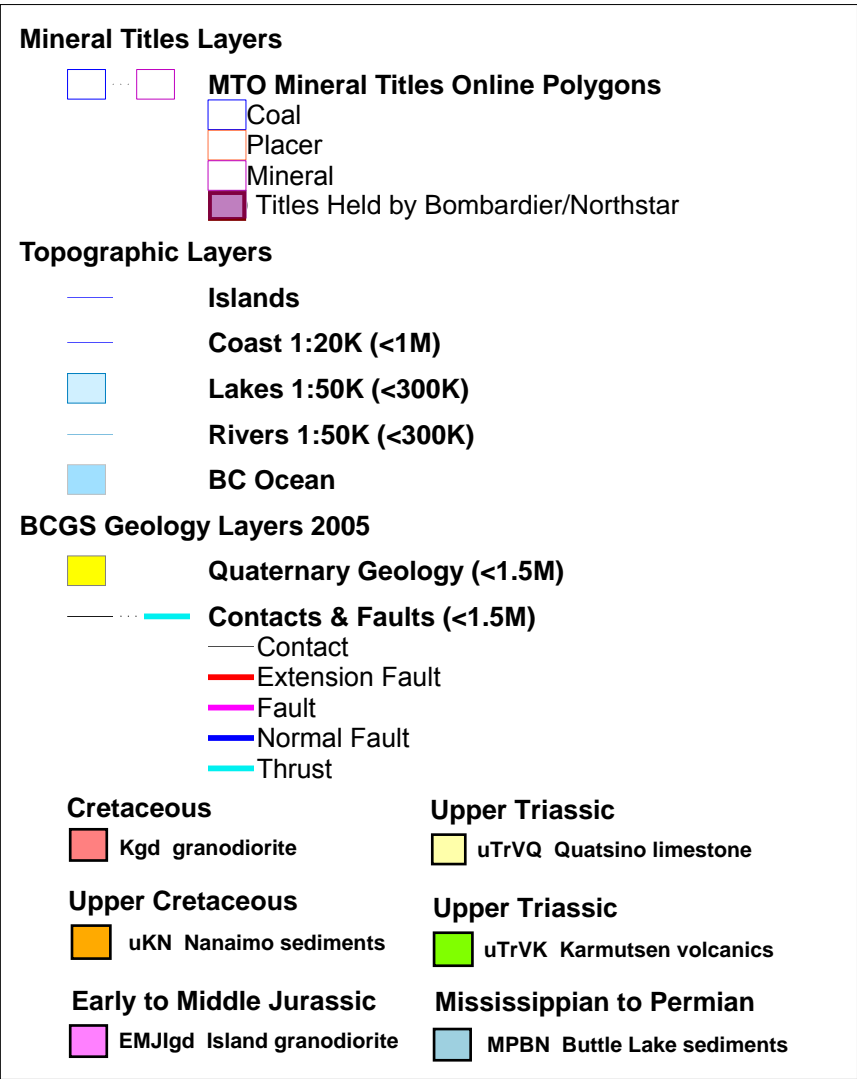 Mineral Titles Layers
MTO Mineral Titles Online Polygons
Coal
Placer
Mineral
Titles Held by Bombardier/Northstar
Topographic Layers
Islands
Coast 1:20K (<1M)
Lakes 1:50K (<300K)
Rivers 1:50K (<300K)
BC Ocean
BCGS Geology Layers 2005
Quaternary Geology (<1.5M)
Contacts & Faults (<1.5M)
Contact
Extension Fault
Fault
Normal Fault
Thrust
Cretaceous
Kgd granodiorite
Upper Cretaceous
uKN Nanaimo sediments
Early to Middle Jurassic
EMJIgd Island granodiorite
Upper Triassic
uTrVQ Quatsino limestone
Upper Triassic
uTrVK Karmutsen volcanics
Mississippian to Permian
MPBN Buttle Lake sediments